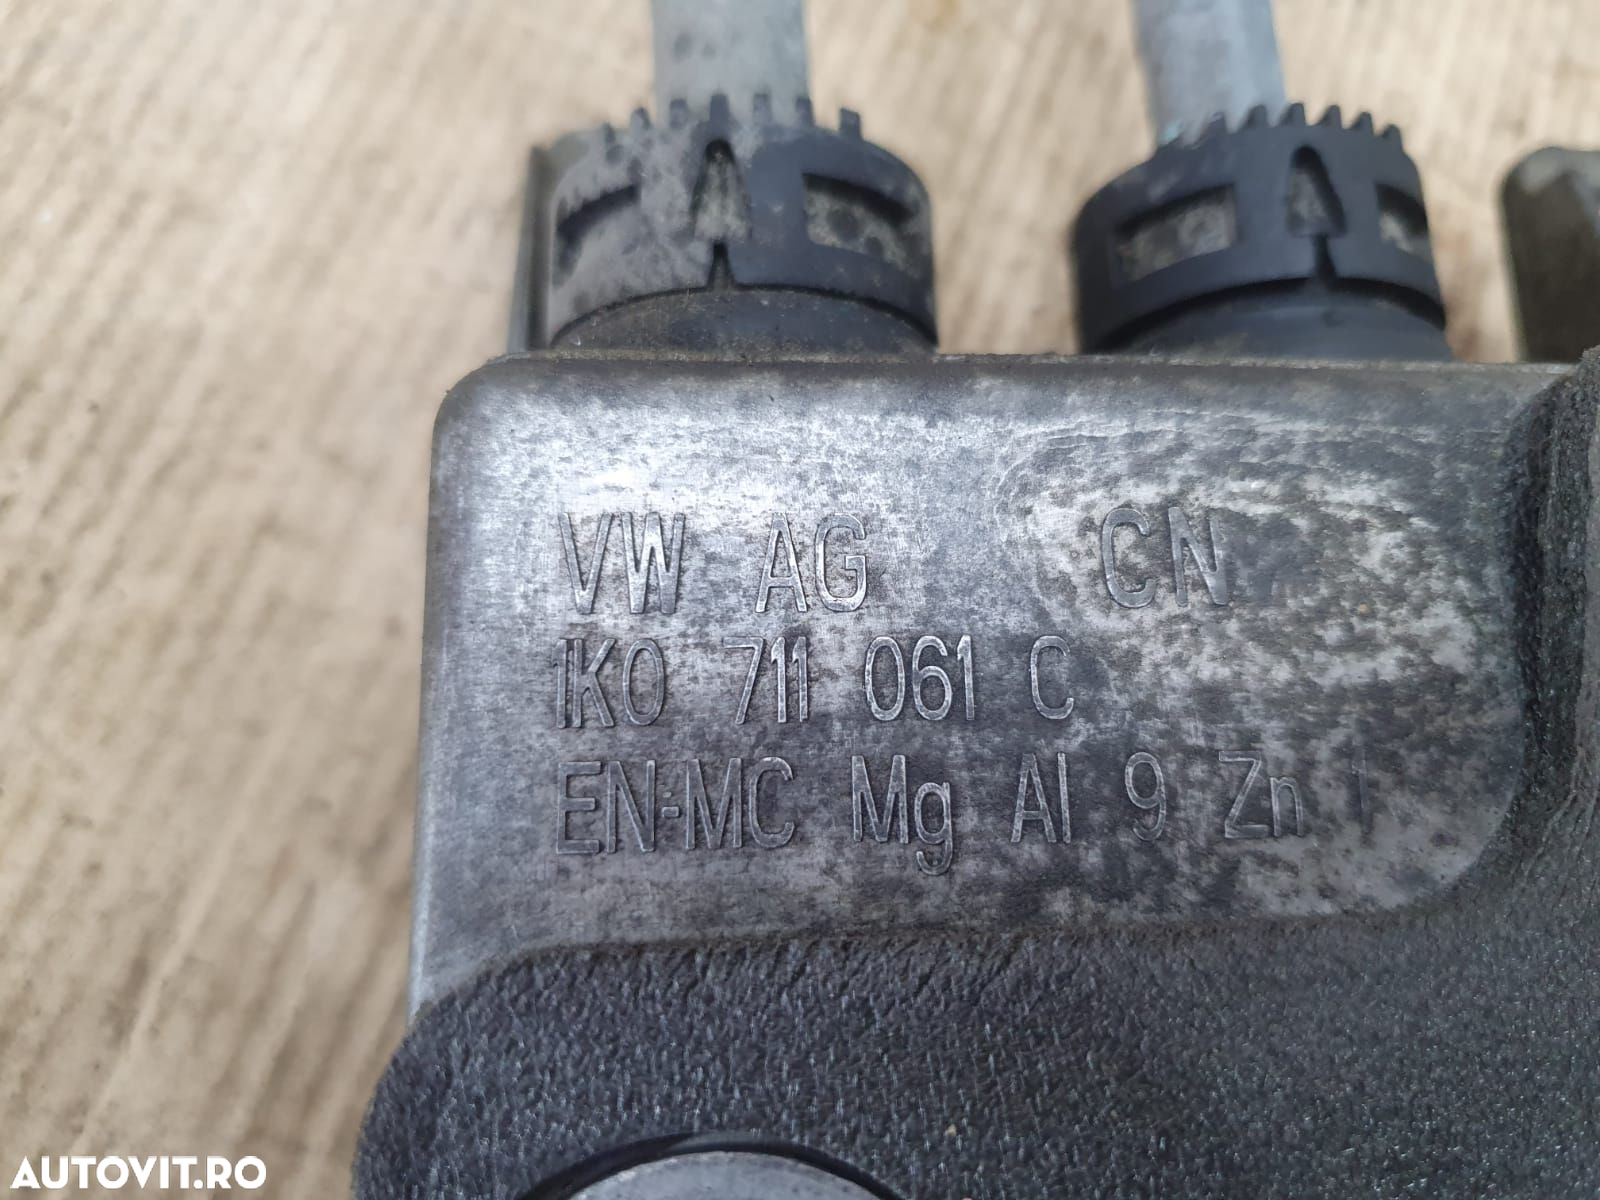 VW AG CN
1K0 711 061 C
EN-MC Mg Al 9 Zn 1
AUTOVIT.RO